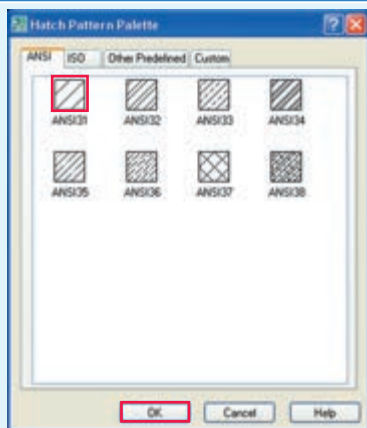 Hatch Pattern Palette
ANSI ISO Other Predefined Custom
ANSI31 ANSI32 ANSI33 ANSI34
ANSI35 ANSI36 ANSI37 ANSI38
OK Cancel Help